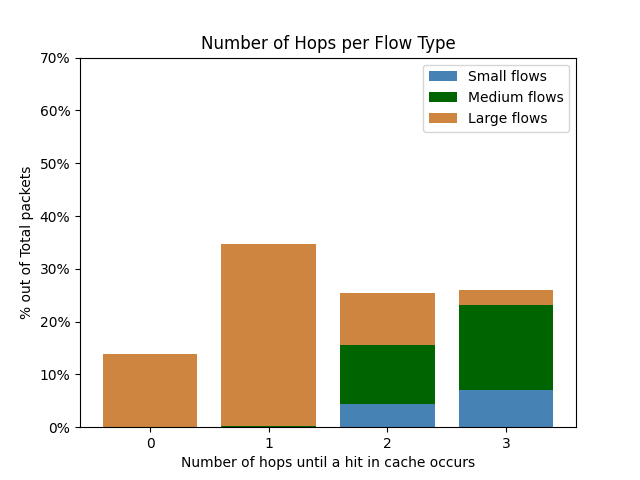 Number of Hops per Flow Type
70%
60%
50%
40%
30%
20%
10%
0%
% out of Total packets
Small flows
Medium flows
Large flows
0 1 2 3
Number of hops until a hit in cache occurs